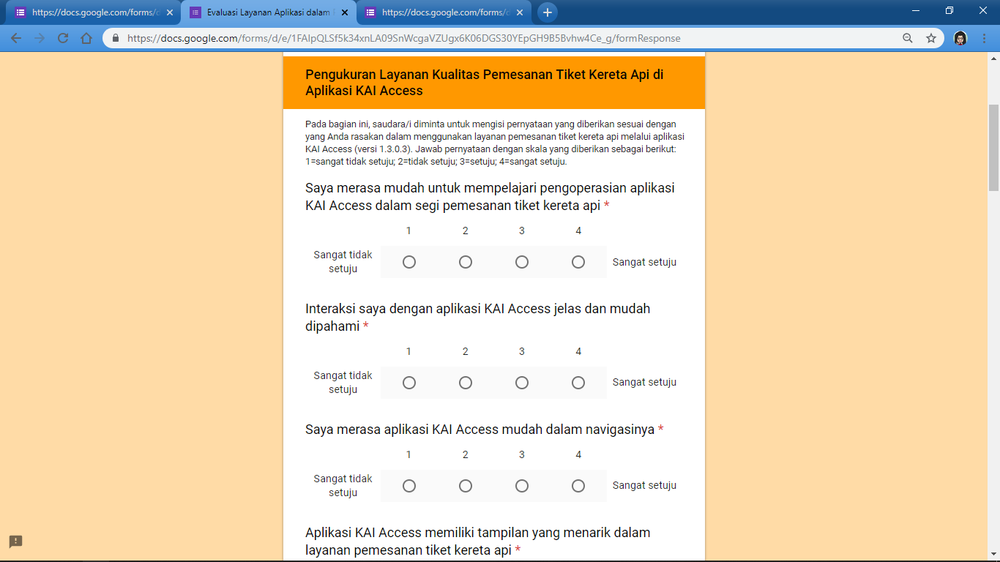 https://docs.google.com/forms/d
Evaluasi Layanan Aplikasi dalam
https://docs.google.com/forms/d
https://docs.google.com/forms/d/e/1FAIpQLSf5k34xnLA09SnWcgaVZUgx6K06DGS30YEpGH9B5Bvhw4Ce_g/formResponse
Pengukuran Layanan Kualitas Pemesanan Tiket Kereta Api di
Aplikasi KAI Access
Pada bagian ini, saudara/i diminta untuk mengisi pernyataan yang diberikan sesuai dengan
yang Anda rasakan dalam menggunakan layanan pemesanan tiket kereta api melalui aplikasi
KAI Access (versi 1.3.0.3). Jawab pernyataan dengan skala yang diberikan sebagai berikut:
1=sangat tidak setuju; 2=tidak setuju; 3=setuju; 4=sangat setuju.
Saya merasa mudah untuk mempelajari pengoperasian aplikasi
KAI Access dalam segi pemesanan tiket kereta api *
1 2 3 4
Sangat tidak
setuju
Sangat setuju
Interaksi saya dengan aplikasi KAI Access jelas dan mudah
dipahami *
1 2 3 4
Sangat tidak
setuju
Sangat setuju
Saya merasa aplikasi KAI Access mudah dalam navigasinya *
1 2 3 4
Sangat tidak
setuju
Sangat setuju
Aplikasi KAI Access memiliki tampilan yang menarik dalam
layanan pemesanan tiket kereta api *